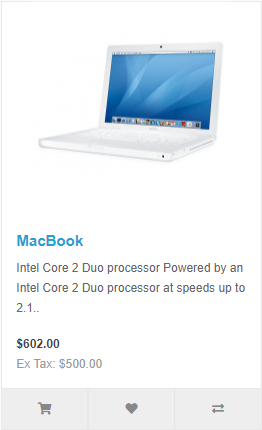 MacBook
Intel Core 2 Duo processor Powered by an
Intel Core 2 Duo processor at speeds up to
2.1..
$602.00
Ex Tax: $500.00